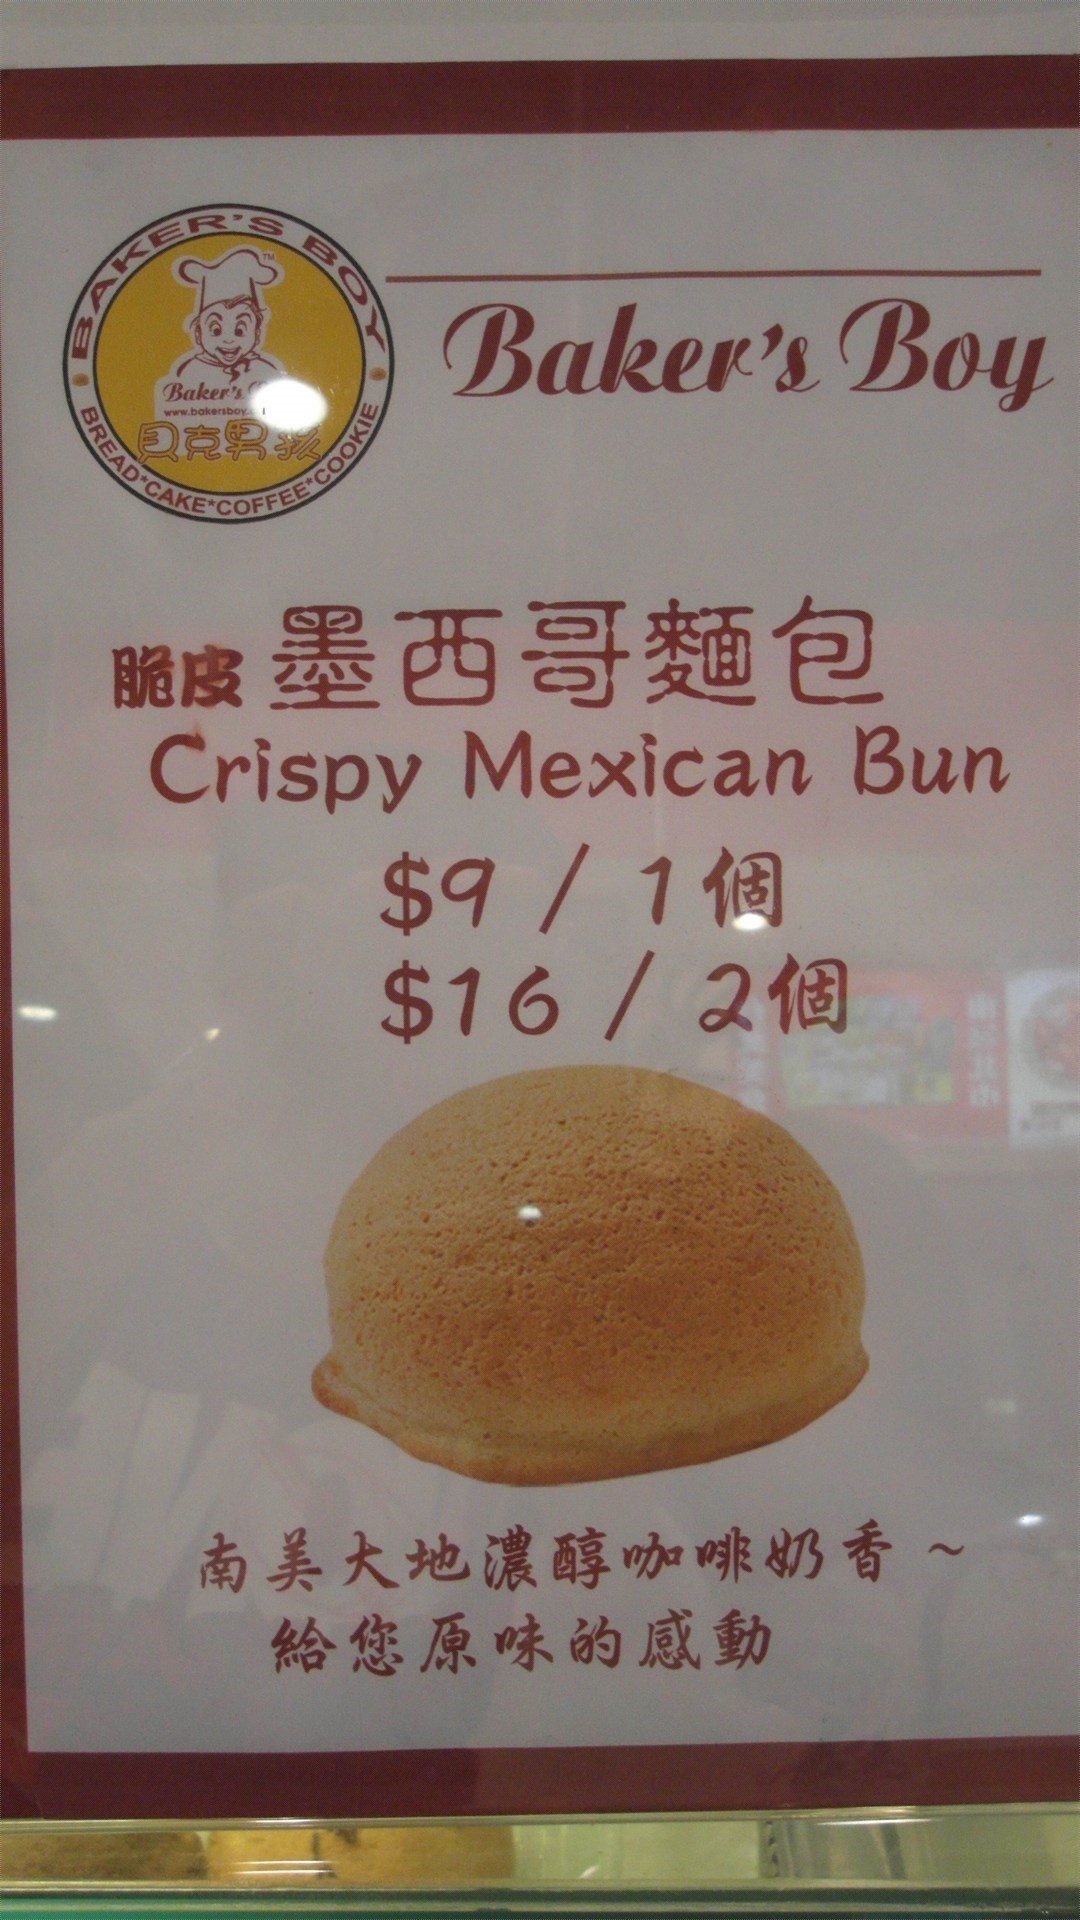 BAKER'S BOY
TM
Baker's
www.bakersboy.
貝克男孩
BREAD*CAKE*COFFEE*COOKIE
Baker's Boy
脆皮 墨西哥麵包
Crispy Mexican Bun
$9 / 1個
$16 / 2個
南美大地濃醇咖啡奶香 ~
給您原味的感動